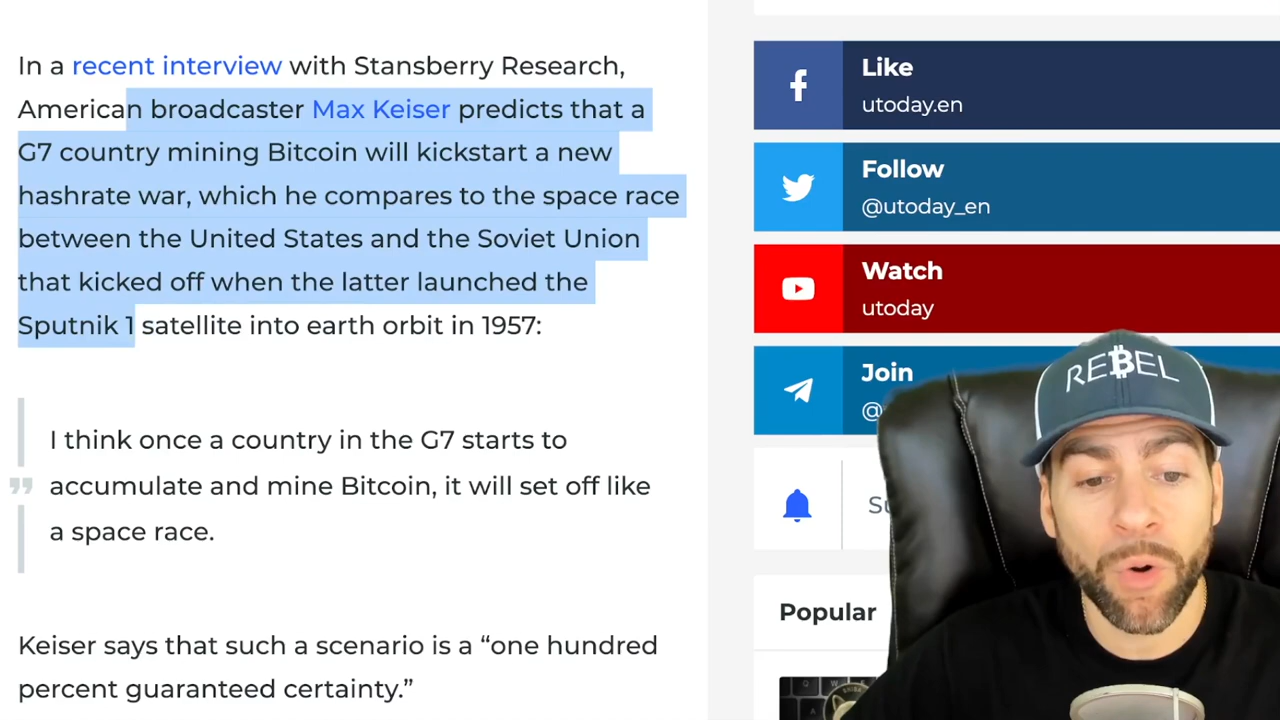 In a recent interview with Stansberry Research,
American broadcaster Max Keiser predicts that a
G7 country mining Bitcoin will kickstart a new
hashrate war, which he compares to the space race
between the United States and the Soviet Union
that kicked off when the latter launched the
Sputnik 1 satellite into earth orbit in 1957:
I think once a country in the G7 starts to
accumulate and mine Bitcoin, it will set off like
a space race.
Keiser says that such a scenario is a “one hundred
percent guaranteed certainty.”
Like
utoday.en
Follow
@utoday_en
Watch
utoday
Join
@
REBEL
Popular